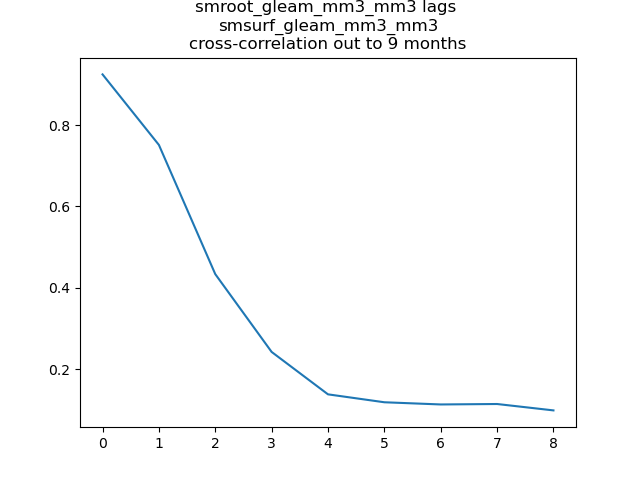 smroot_gleam_mm3_mm3 lags
smsurf_gleam_mm3_mm3
cross-correlation out to 9 months
0.8
0.6
0.4
0.2
0 1 2 3 4 5 6 7 8